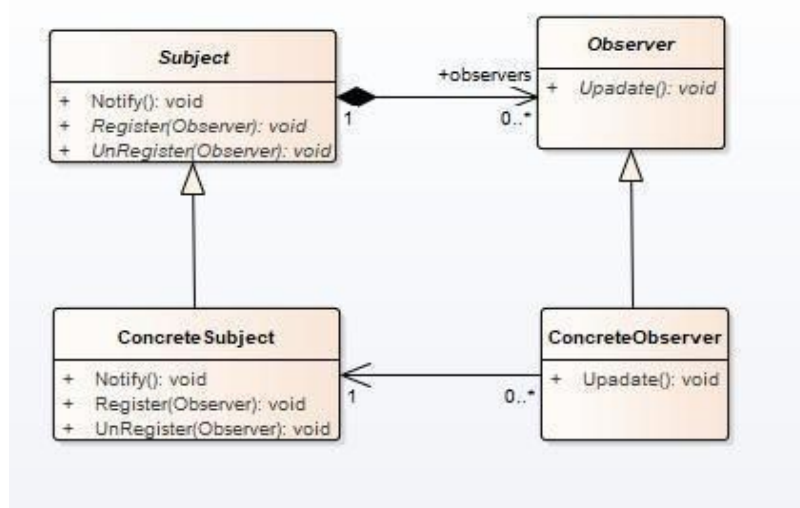 Subject
+ Notify(): void
+ Register(Observer): void
+ UnRegister(Observer): void
+observers
1
0..*
Observer
+ Upadate(): void
ConcreteSubject
+ Notify(): void
+ Register(Observer): void
+ UnRegister(Observer): void
1
0..*
ConcreteObserver
+ Upadate(): void